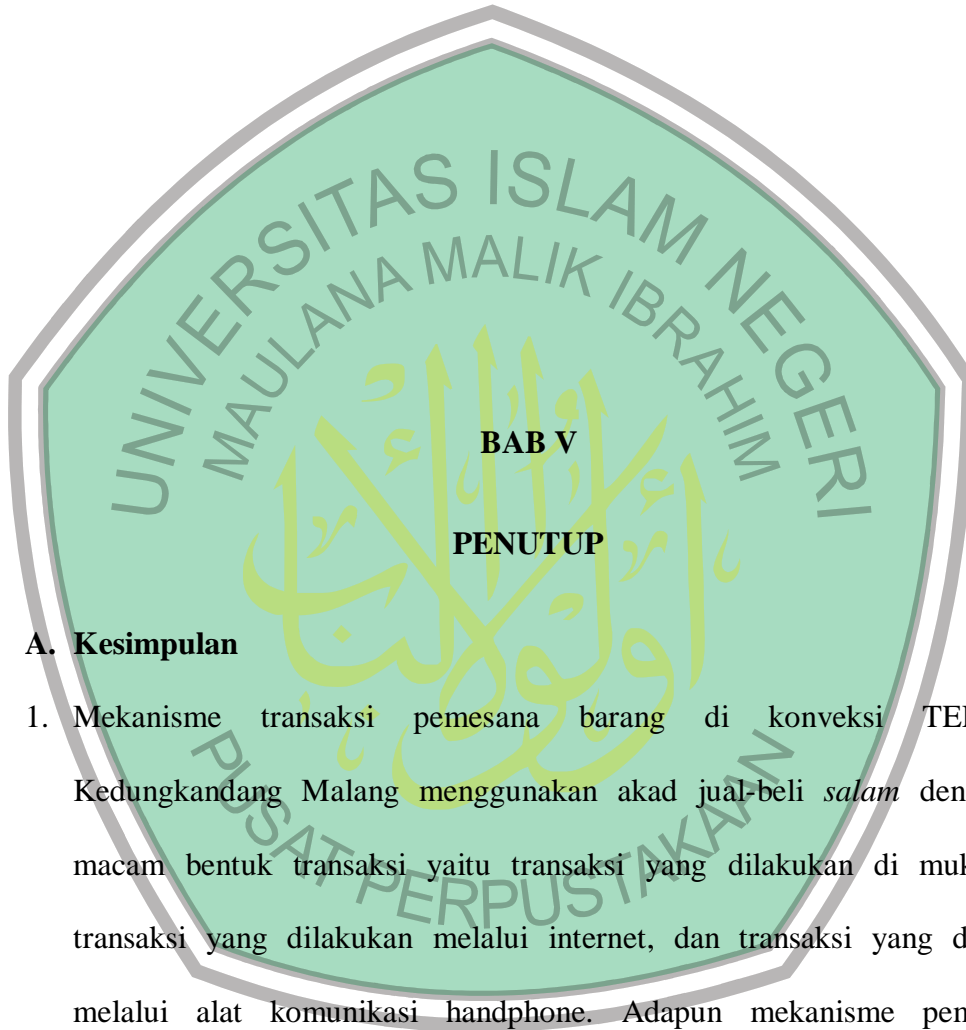 UNIVERSITAS ISLAM NEGERI
MAULANA MALIK IBRAHIM
BAB V
PENUTUP
A. Kesimpulan
1. Mekanisme transaksi pemesana barang di konveksi
Kedungkandang Malang menggunakan akad jual-beli salam
macam bentuk transaksi yaitu transaksi yang dilakukan di
transaksi yang dilakukan melalui internet, dan transaksi yang
melalui alat komunikasi handphone. Adapun mekanisme
PUSAT PERPUSTAKAAN